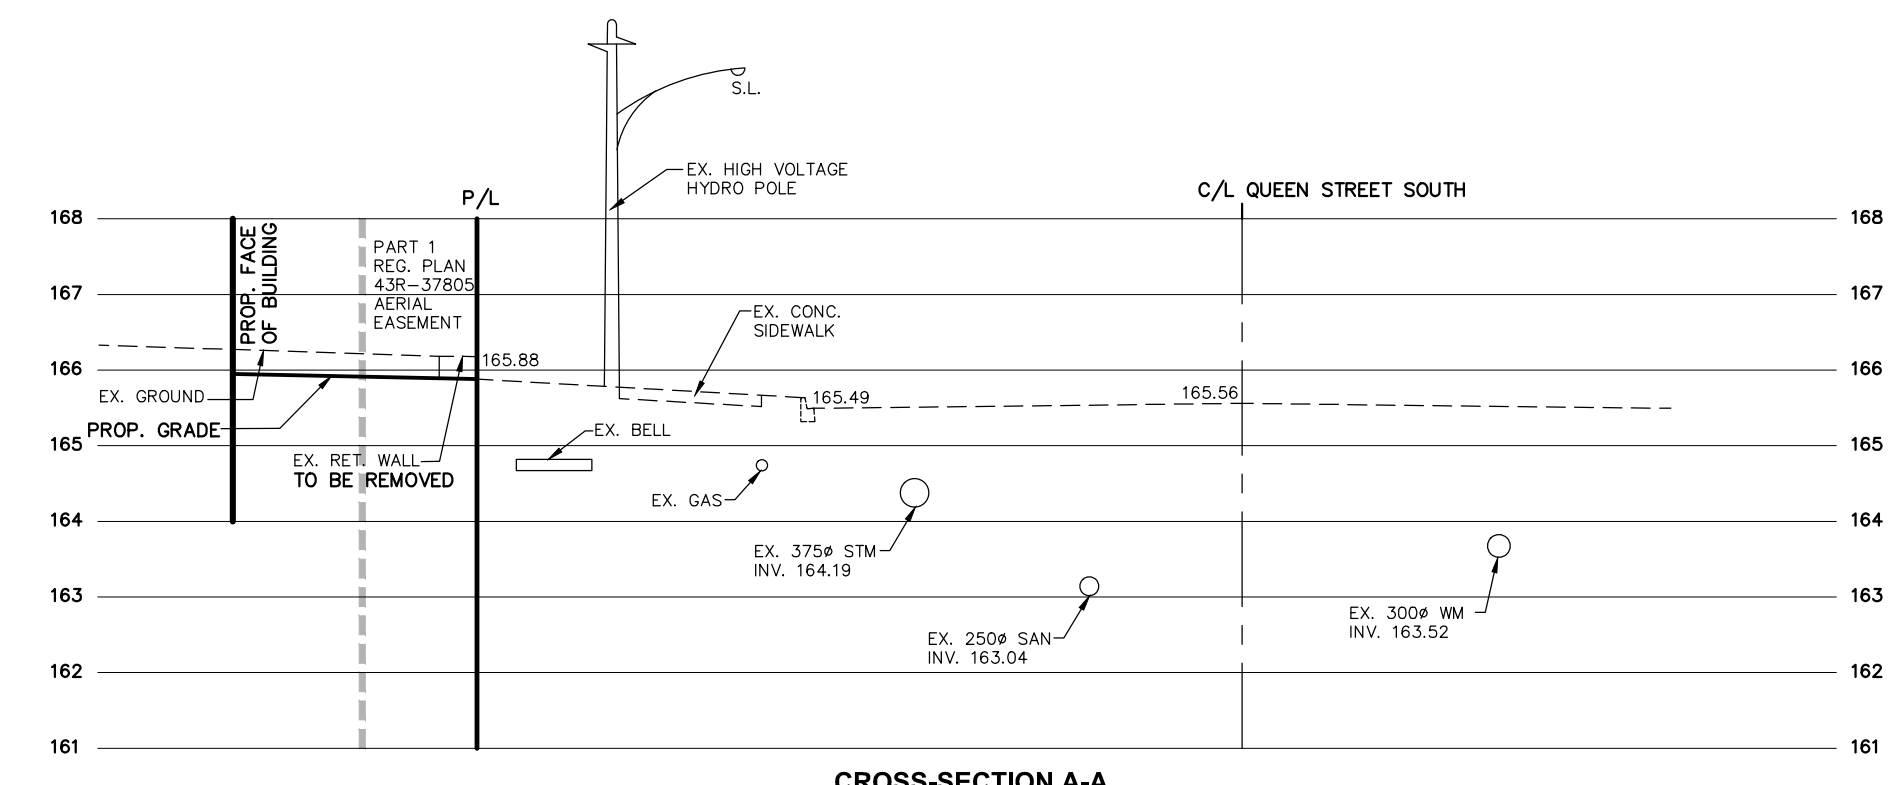 S.L.
EX. HIGH VOLTAGE
HYDRO POLE
P/L
C/L QUEEN STREET SOUTH
168
168
PROP. FACE
OF BUILDING
PART 1
REG. PLAN
43R-37805
AERIAL
EASEMENT
167
167
EX. CONC.
SIDEWALK
166
165.88
166
EX. GROUND
165.49
165.56
PROP. GRADE
EX. BELL
165
165
EX. RET. WALL
TO BE REMOVED
EX. GAS
164
164
EX. 375ø STM
INV. 164.19
163
163
EX. 300ø WM
INV. 163.52
EX. 250ø SAN
INV. 163.04
162
162
161
161
CROSS-SECTION A-A